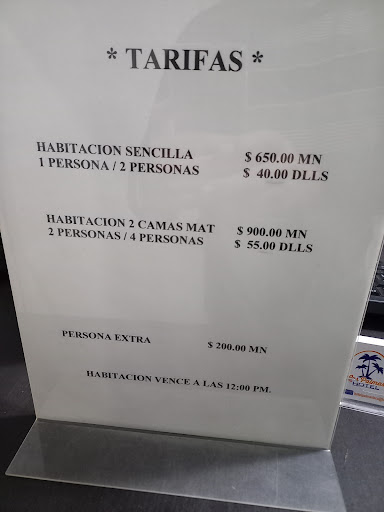 * TARIFAS *
HABITACION SENCILLA $ 650.00 MN
1 PERSONA / 2 PERSONAS $ 40.00 DLLS
HABITACION 2 CAMAS MAT $ 900.00 MN
2 PERSONAS / 4 PERSONAS $ 55.00 DLLS
PERSONA EXTRA $ 200.00 MN
HABITACION VENCE A LAS 12:00 PM.
HOTEL